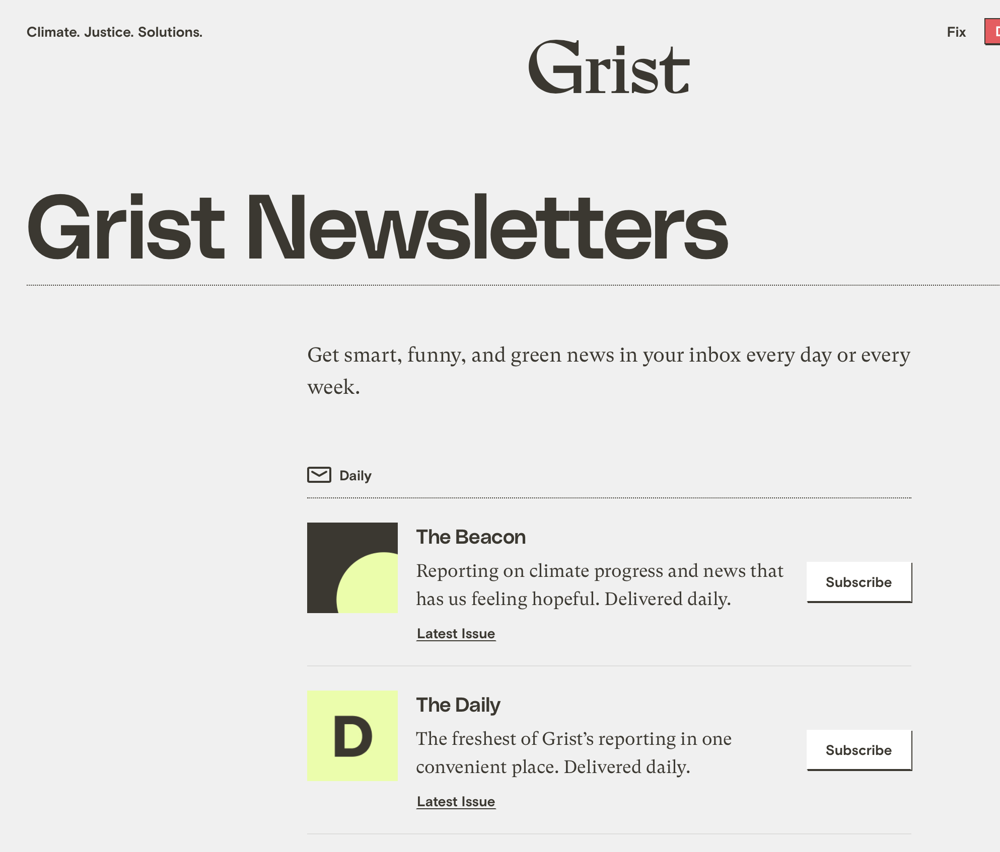 Climate. Justice. Solutions.
Grist
Fix
Grist Newsletters
Get smart, funny, and green news in your inbox every day or every
week.
Daily
The Beacon
Reporting on climate progress and news that
has us feeling hopeful. Delivered daily.
Subscribe
Latest Issue
D
The Daily
The freshest of Grist’s reporting in one
convenient place. Delivered daily.
Subscribe
Latest Issue